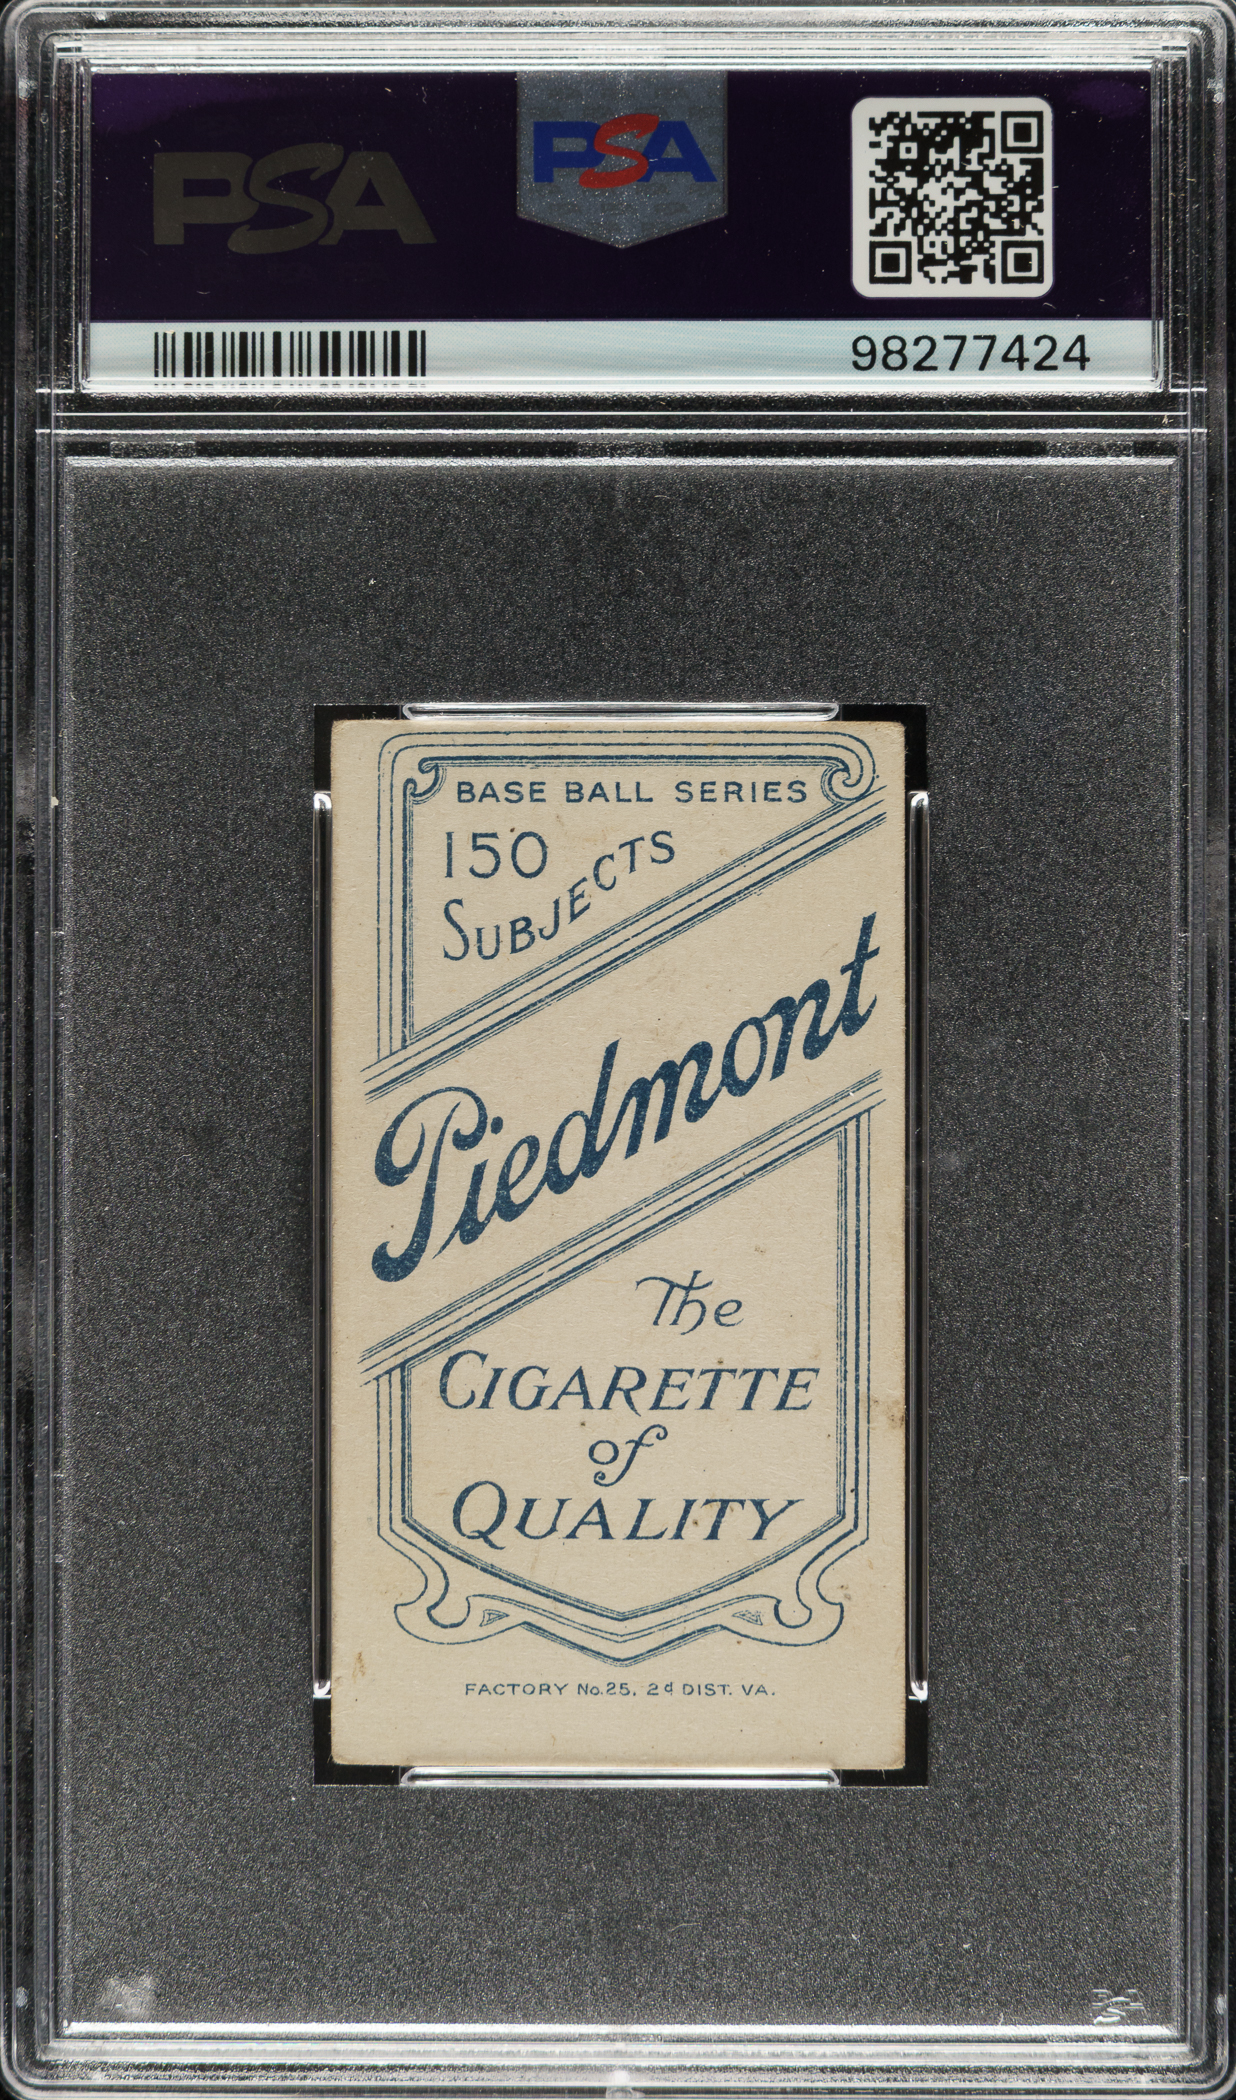 PSA
PSA
98277424
BASE BALL SERIES
150
SUBJECTS
Piedmont
The
CIGARETTE
of
QUALITY
FACTORY No. 25, 2d DIST. VA.